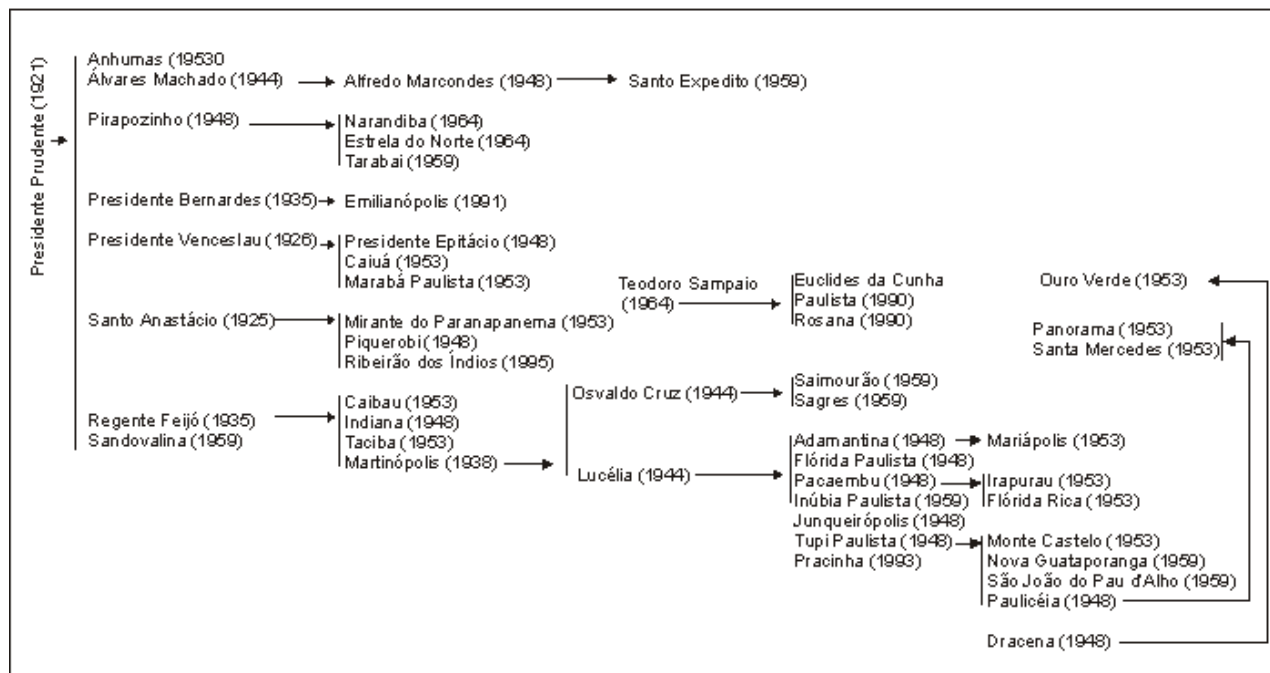 Presidente Prudente (1921)
Anhumas (19530
Álvares Machado (1944)
Alfredo Marcondes (1948)
Santo Expedito (1959)
Pirapozinho (1948)
Narandiba (1964)
Estrela do Norte (1964)
Tarabai (1959)
Presidente Bernardes (1935)
Emilianópolis (1991)
Presidente Venceslau (1926)
Presidente Epitácio (1948)
Caiuá (1953)
Marabá Paulista (1953)
Santo Anastácio (1925)
Mirante do Paranapanema (1953)
Piquerobi (1948)
Ribeirão dos Índios (1995)
Teodoro Sampaio
(1964)
Euclides da Cunha
Paulista (1990)
Rosana (1990)
Regente Feijó (1935)
Sandovalina (1959)
Caibau (1953)
Indiana (1948)
Taciba (1953)
Martinópolis (1938)
Osvaldo Cruz (1944)
Saimourão (1959)
Sagres (1959)
Lucélia (1944)
Adamantina (1948)
Flórida Paulista (1948)
Pacaembu (1948)
Inúbia Paulista (1959)
Junqueirópolis (1948)
Tupi Paulista (1948)
Pracinha (1993)
Mariápolis (1953)
Irapurau (1953)
Flórida Rica (1953)
Monte Castelo (1953)
Nova Guataporanga (1959)
São João do Pau d'Alho (1959)
Paulicéia (1948)
Dracena (1948)
Ouro Verde (1953)
Panorama (1953)
Santa Mercedes (1953)